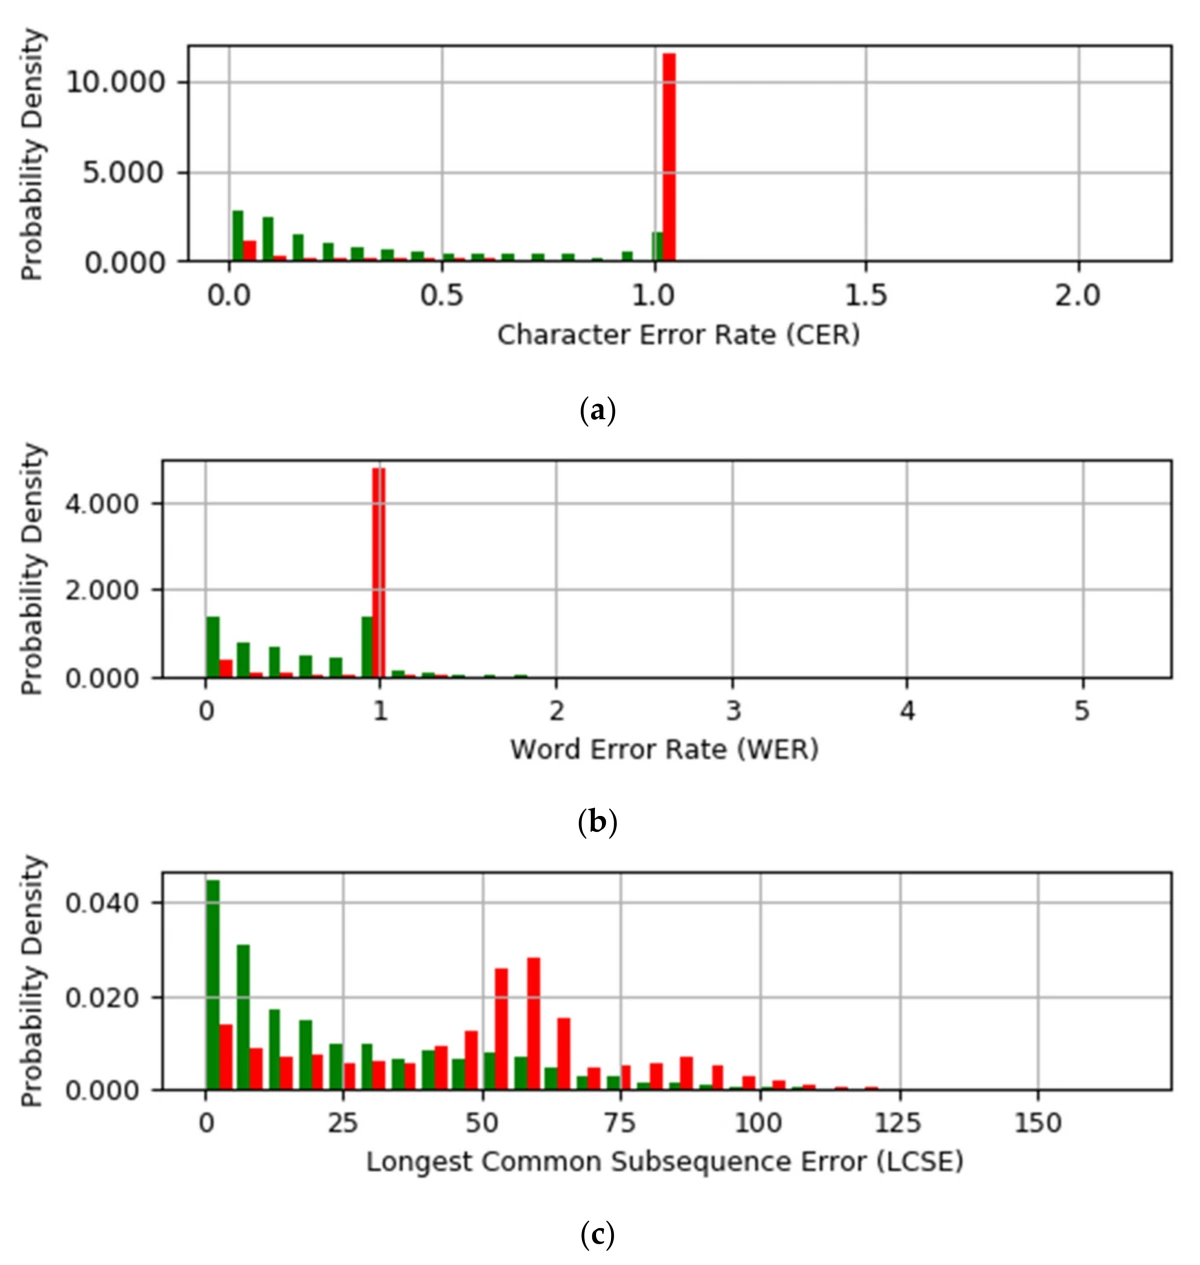 Probability Density
10.000
5.000
0.000
0.0 0.5 1.0 1.5 2.0
Character Error Rate (CER)
(a)
Probability Density
4.000
2.000
0.000
0 1 2 3 4 5
Word Error Rate (WER)
(b)
Probability Density
0.040
0.020
0.000
0 25 50 75 100 125 150
Longest Common Subsequence Error (LCSE)
(c)